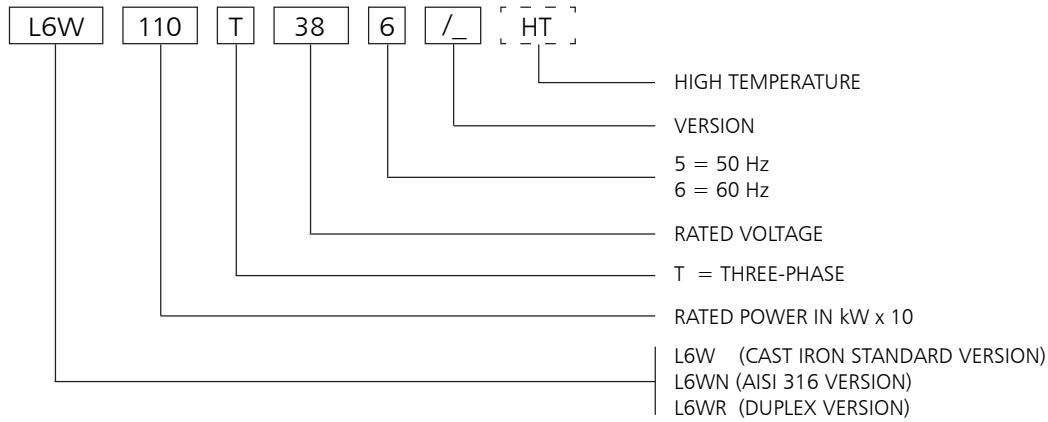 L6W 110 T 38 6 /_ HT
HIGH TEMPERATURE
VERSION
5 = 50 Hz
6 = 60 Hz
RATED VOLTAGE
T = THREE-PHASE
RATED POWER IN kW x 10
L6W (CAST IRON STANDARD VERSION)
L6WN (AISI 316 VERSION)
L6WR (DUPLEX VERSION)